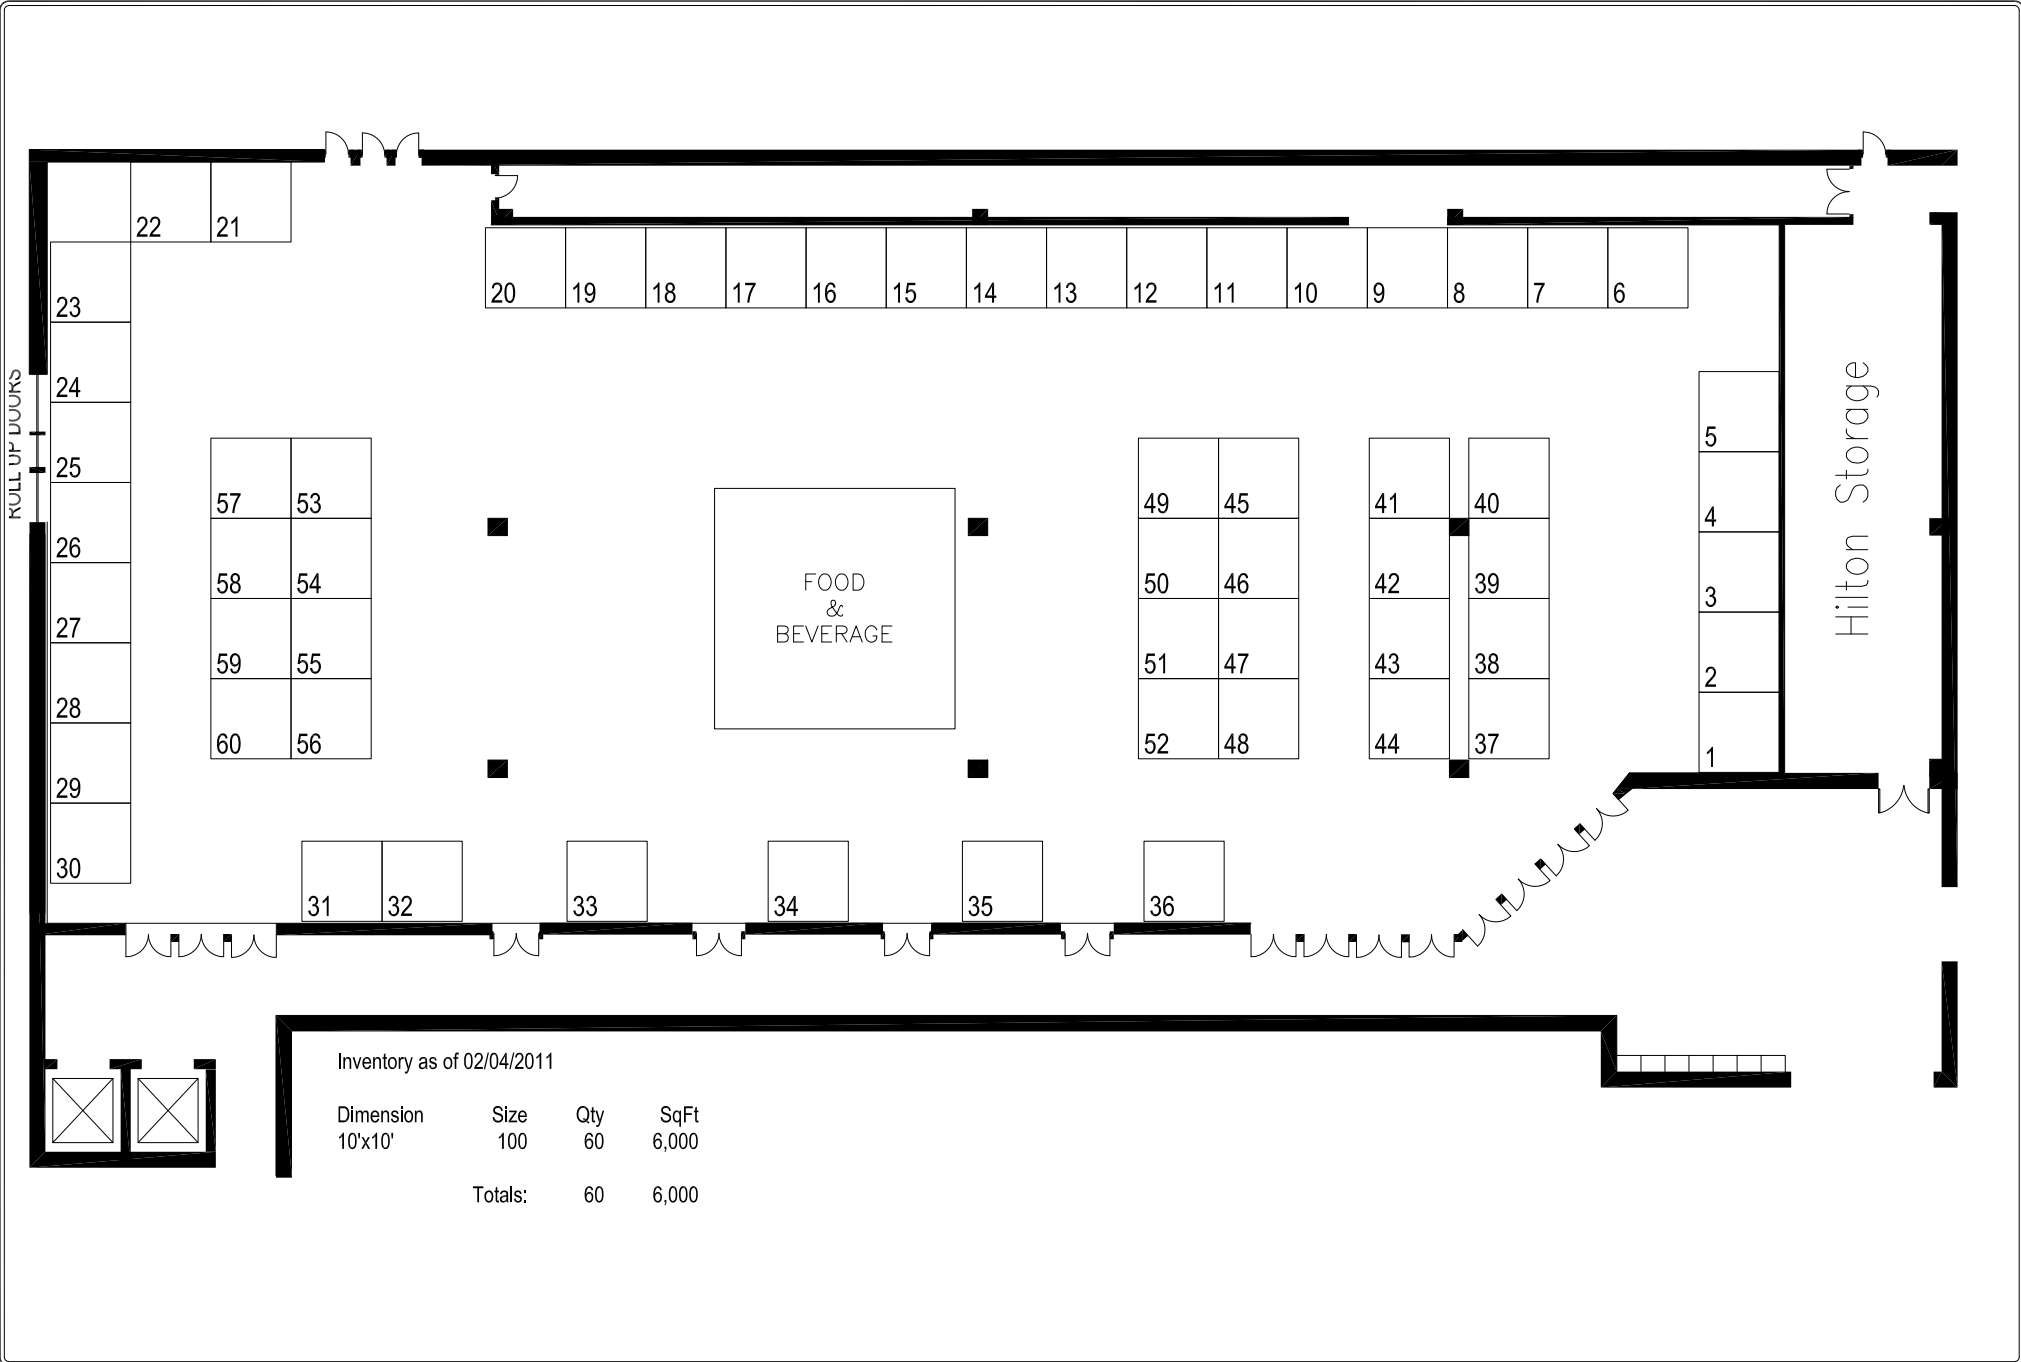 22 21
20 19 18 17 16 15 14 13 12 11 10 9 8 7 6
23
24
25
26
27
28
29
30
ROLL UP DOORS
57 53
58 54
59 55
60 56
FOOD
&
BEVERAGE
49 45
50 46
51 47
52 48
41 40
42 39
43 38
44 37
5
4
3
2
1
Hilton Storage
31 32 33 34 35 36
Inventory as of 02/04/2011
Dimension Size Qty SqFt
10'x10' 100 60 6,000
Totals: 60 6,000